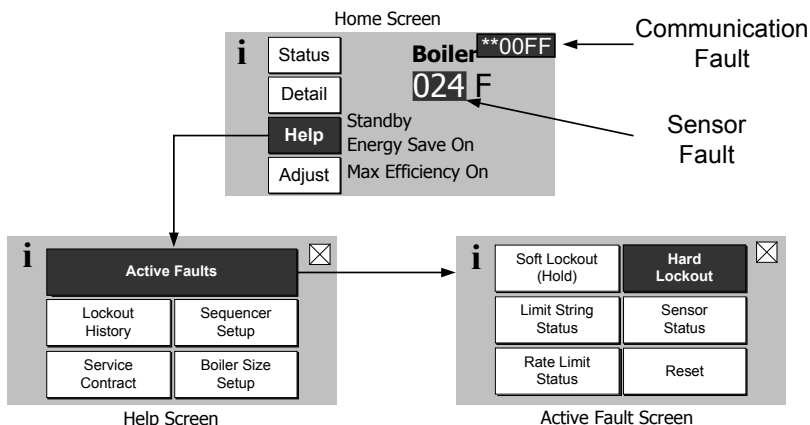 Home Screen
i
Status
Detail
Help
Adjust
Boiler
**00FF
024 F
Standby
Energy Save On
Max Efficiency On
Communication
Fault
Sensor
Fault
i
Active Faults
Lockout
History
Sequencer
Setup
Service
Contract
Boiler Size
Setup
Help Screen
i
Soft Lockout
(Hold)
Hard
Lockout
Limit String
Status
Sensor
Status
Rate Limit
Status
Reset
Active Fault Screen